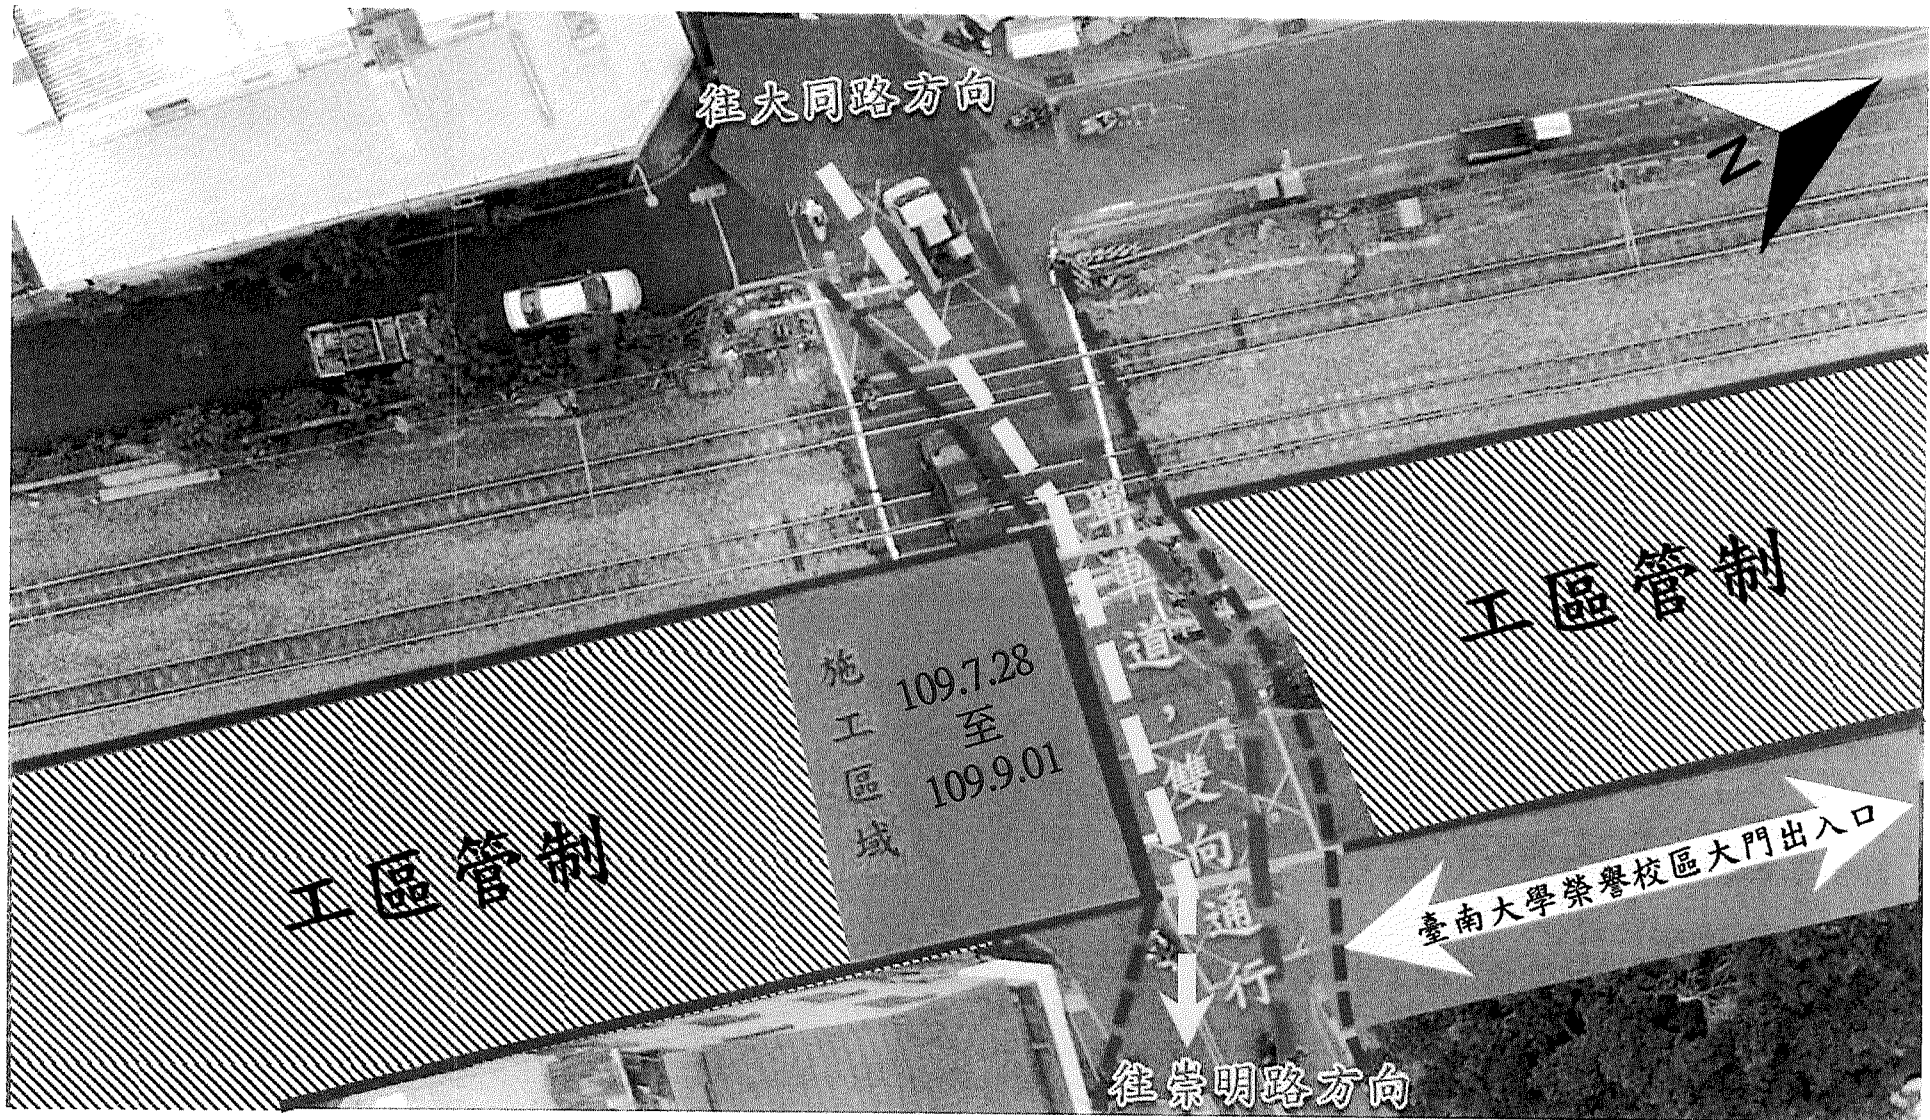 往大同路方向
N
單車道，雙向通行
工區管制
施工區域
109.7.28
至
109.9.01
工區管制
臺南大學榮譽校區大門出入口
往崇明路方向